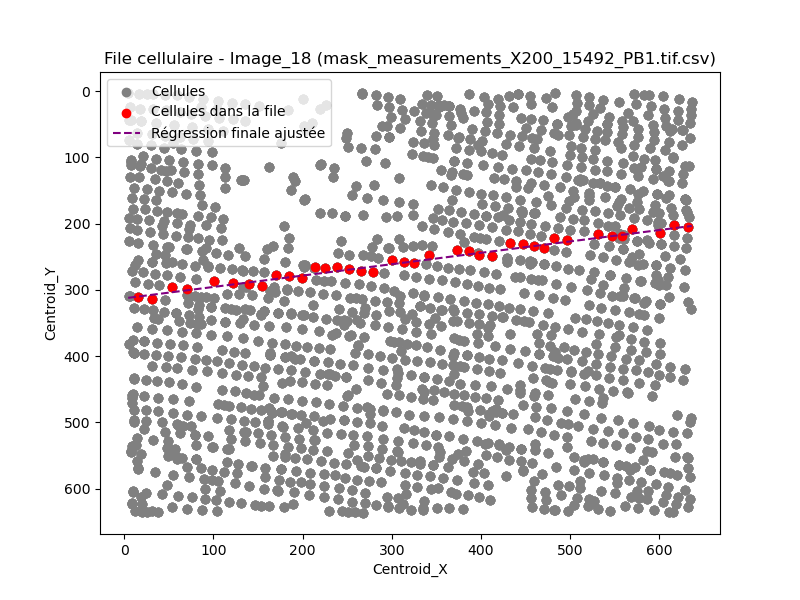 File cellulaire - Image_18 (mask_measurements_X200_15492_PB1.tif.csv)
Cellules
Cellules dans la file
Régression finale ajustée
0
100
200
300
400
500
600
Centroid_Y
0 100 200 300 400 500 600
Centroid_X